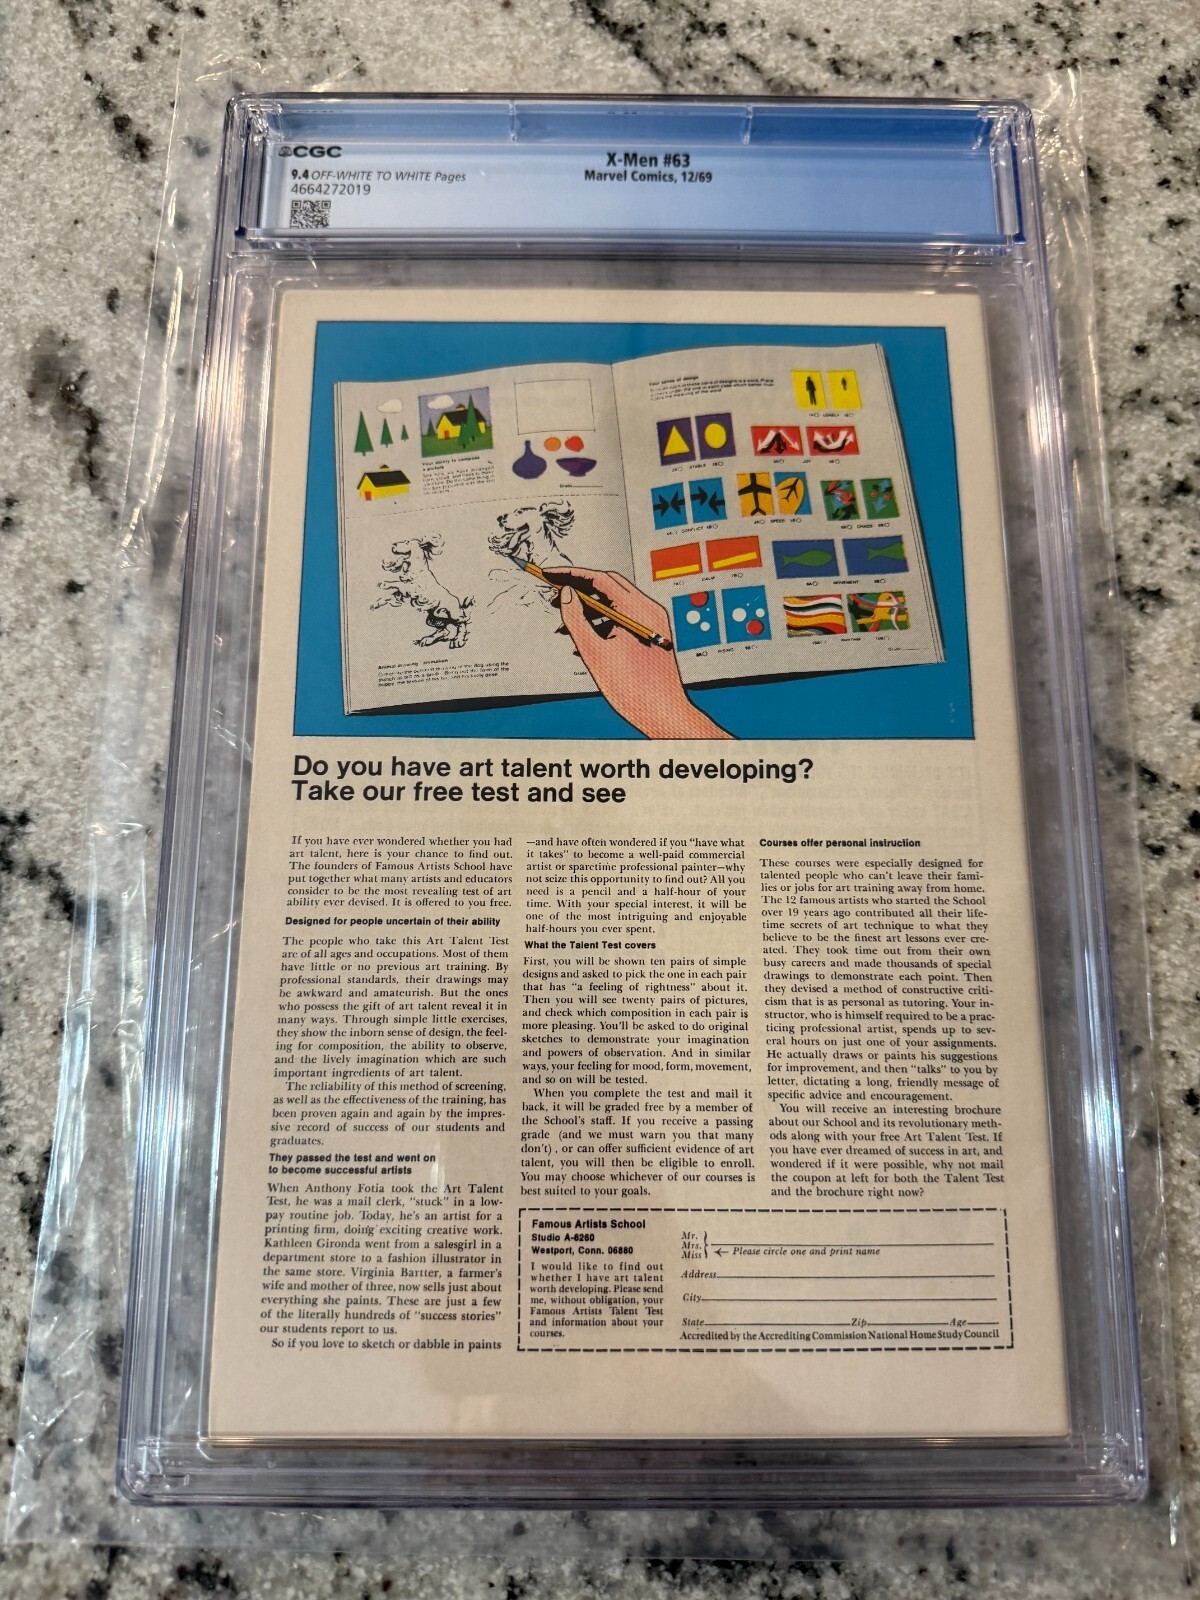 CGC
9.4 OFF-WHITE TO WHITE Pages
4664272019
X-Men #63
Marvel Comics, 12/69
Your ability to compose
a picture
Your sense of design
LONELY
STABLE
JOY
CONFLICT
SPEED
CHAOS
CALM
MOVEMENT
RISING
Animal drawing animation
Do you have art talent worth developing?
Take our free test and see
If you have ever wondered whether you had
art talent, here is your chance to find out.
The founders of Famous Artists School have
put together what many artists and educators
consider to be the most revealing test of art
ability ever devised. It is offered to you free.
Designed for people uncertain of their ability
The people who take this Art Talent Test
are of all ages and occupations. Most of them
have little or no previous art training. By
professional standards, their drawings may
be awkward and amateurish. But the ones
who possess the gift of art talent reveal it in
many ways. Through simple little exercises,
they show the inborn sense of design, the feel-
ing for composition, the ability to observe,
and the lively imagination which are such
important ingredients of art talent.
The reliability of this method of screening,
as well as the effectiveness of the training, has
been proven again and again by the impres-
sive record of success of our students and
graduates.
They passed the test and went on
to become successful artists
When Anthony Fotia took the Art Talent
Test, he was a mail clerk, "stuck" in a low-
pay routine job. Today, he's an artist for a
printing firm, doing exciting creative work.
Kathleen Gironda went from a salesgirl in a
department store to a fashion illustrator in
the same store. Virginia Bartter, a farmer's
wife and mother of three, now sells just about
everything she paints. These are just a few
of the literally hundreds of "success stories"
our students report to us.
So if you love to sketch or dabble in paints
—and have often wondered if you "have what
it takes" to become a well-paid commercial
artist or sparetime professional painter—why
not seize this opportunity to find out? All you
need is a pencil and a half-hour of your
time. With your special interest, it will be
one of the most intriguing and enjoyable
half-hours you ever spent.
What the Talent Test covers
First, you will be shown ten pairs of simple
designs and asked to pick the one in each pair
that has "a feeling of rightness" about it.
Then you will see twenty pairs of pictures,
and check which composition in each pair is
more pleasing. You'll be asked to do original
sketches to demonstrate your imagination
and powers of observation. And in similar
ways, your feeling for mood, form, movement,
and so on will be tested.
When you complete the test and mail it
back, it will be graded free by a member of
the School's staff. If you receive a passing
grade (and we must warn you that many
don't), or can offer sufficient evidence of art
talent, you will then be eligible to enroll.
You may choose whichever of our courses is
best suited to your goals.
Courses offer personal instruction
These courses were especially designed for
talented people who can't leave their fami-
lies or jobs for art training away from home.
The 12 famous artists who started the School
over 19 years ago contributed all their life-
time secrets of art technique to what they
believe to be the finest art lessons ever cre-
ated. They took time out from their own
busy careers and made thousands of special
drawings to demonstrate each point. Then
they devised a method of constructive criti-
cism that is as personal as tutoring. Your in-
structor, who is himself required to be a prac-
ticing professional artist, spends up to sev-
eral hours on just one of your assignments.
He actually draws or paints his suggestions
for improvement, and then "talks" to you by
letter, dictating a long, friendly message of
specific advice and encouragement.
You will receive an interesting brochure
about our School and its revolutionary meth-
ods along with your free Art Talent Test. If
you have ever dreamed of success in art, and
wondered if it were possible, why not mail
the coupon at left for both the Talent Test
and the brochure right now?
Famous Artists School
Studio A-6260
Westport, Conn. 06880
I would like to find out
whether I have art talent
worth developing. Please send
me, without obligation, your
Famous Artists Talent Test
and information about your
courses.
Mr.
Mrs.
Miss
Please circle one and print name
Address
City
State Zip Age
Accredited by the Accrediting Commission National Home Study Council